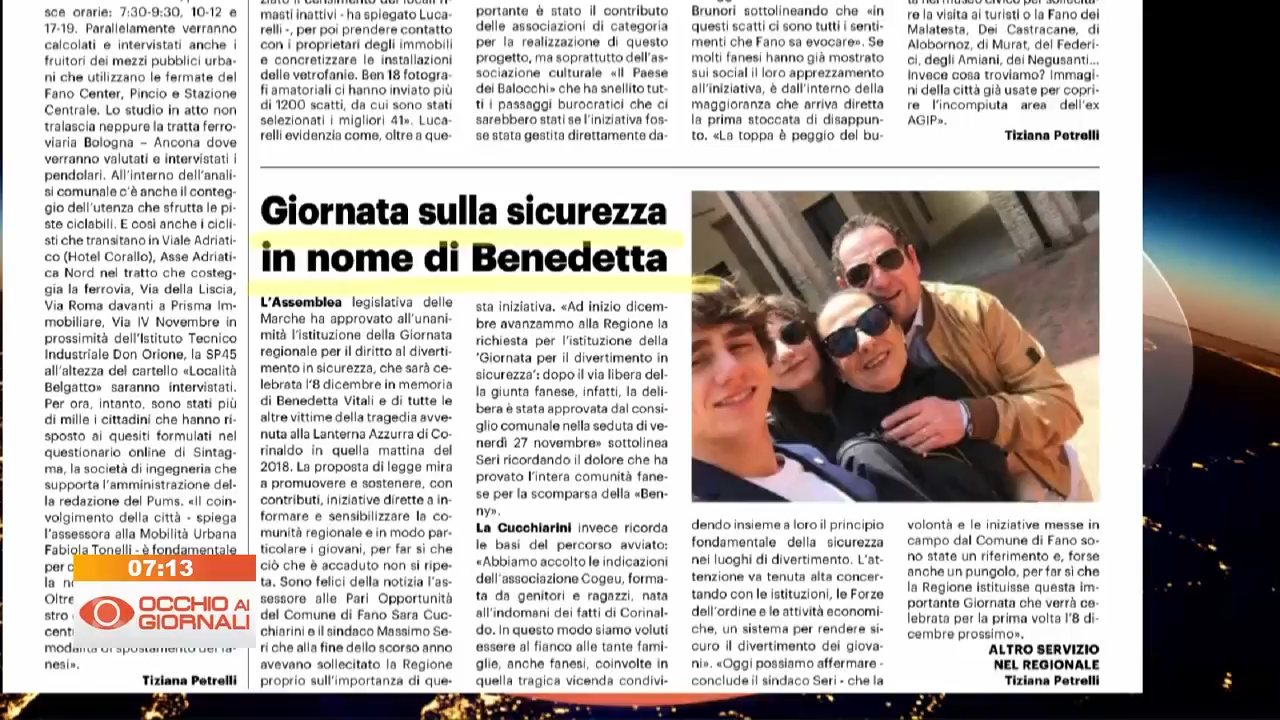 sce orarie: 7:30-9:30, 10-12 e
17-19. Parallelamente verranno
calcolati e intervistati anche i
fruitori dei mezzi pubblici urba-
ni che utilizzano le fermate del
Fano Center, Pincio e Stazione
Centrale. Lo studio in atto non
tralascia neppure la tratta ferro-
viaria Bologna – Ancona dove
verranno valutati e intervistati i
pendolari. All'interno dell'anali-
si comunale c'è anche il conteg-
gio dell'utenza che sfrutta le pi-
ste ciclabili. E così anche i cicli-
sti che transitano in Viale Adriati-
co (Hotel Corallo), Asse Adriati-
ca Nord nel tratto che costeg-
gia la ferrovia, Via della Liscia,
Via Roma davanti a Prisma Im-
mobiliare, Via IV Novembre in
prossimità dell'Istituto Tecnico
Industriale Don Orione, la SP45
all'altezza del cartello «Località
Belgatto» saranno intervistati.
Per ora, intanto, sono stati più
di mille i cittadini che hanno ri-
sposto ai quesiti formulati nel
questionario online di Sintag-
ma, la società di ingegneria che
supporta l'amministrazione del-
la redazione del Pums. «Il coin-
volgimento della città - spiega
l'assessora alla Mobilità Urbana
Fabiola Tonelli - è fondamentale
per
la
Oltre
stro
cent
modalità di spostamento dei fa-
nesi».
Tiziana Petrelli
masti inattivi - ha spiegato Luca-
relli -, per poi prendere contatto
con i proprietari degli immobili
e concretizzare le installazioni
delle vetrofanie. Ben 18 fotogra-
fi amatoriali ci hanno inviato più
di 1200 scatti, da cui sono stati
selezionati i migliori 41». Luca-
relli evidenzia come, oltre a que-
portante è stato il contributo
delle associazioni di categoria
per la realizzazione di questo
progetto, ma soprattutto dell'as-
sociazione culturale «Il Paese
dei Balocchi» che ha snellito tut-
ti i passaggi burocratici che ci
sarebbero stati se l'iniziativa fos-
se stata gestita direttamente da-
Brunori sottolineando che «in
questi scatti ci sono tutti i senti-
menti che Fano sa evocare». Se
molti fanesi hanno già mostrato
sui social il loro apprezzamento
all'iniziativa, è dall'interno della
maggioranza che arriva diretta
la prima stoccata di disappun-
to. «La toppa è peggio del bu-
re la visita ai turisti o la Fano dei
Malatesta, Dei Castracane, di
Alobornoz, di Murat, del Federi-
ci, degli Amiani, dei Negusanti...
Invece cosa troviamo? Immagi-
ni della città già usate per copri-
re l'incompiuta area dell'ex
AGIP».
Tiziana Petrelli
Giornata sulla sicurezza
in nome di Benedetta
L'Assemblea legislativa delle
Marche ha approvato all'unani-
mità l'istituzione della Giornata
regionale per il diritto al diverti-
mento in sicurezza, che sarà ce-
lebrata l'8 dicembre in memoria
di Benedetta Vitali e di tutte le
altre vittime della tragedia avve-
nuta alla Lanterna Azzurra di Co-
rinaldo in quella mattina del
2018. La proposta di legge mira
a promuovere e sostenere, con
contributi, iniziative dirette a in-
formare e sensibilizzare la co-
munità regionale e in modo par-
ticolare i giovani, per far sì che
ciò che è accaduto non si ripe-
ta. Sono felici della notizia l'as-
sessore alle Pari Opportunità
del Comune di Fano Sara Cuc-
chiarini e il sindaco Massimo Se-
ri che alla fine dello scorso anno
avevano sollecitato la Regione
proprio sull'importanza di que-
sta iniziativa. «Ad inizio dicem-
bre avanzammo alla Regione la
richiesta per l'istituzione della
'Giornata per il divertimento in
sicurezza': dopo il via libera del-
la giunta fanese, infatti, la deli-
bera è stata approvata dal consi-
glio comunale nella seduta di ve-
nerdì 27 novembre» sottolinea
Seri ricordando il dolore che ha
provato l'intera comunità fane-
se per la scomparsa della «Ben-
ny».
La Cucchiarini invece ricorda
le basi del percorso avviato:
«Abbiamo accolto le indicazioni
dell'associazione Cogeu, forma-
ta da genitori e ragazzi, nata
all'indomani dei fatti di Corinal-
do. In questo modo siamo voluti
essere al fianco alle tante fami-
glie, anche fanesi, coinvolte in
quella tragica vicenda condivi-
dendo insieme a loro il principio
fondamentale della sicurezza
nei luoghi di divertimento. L'at-
tenzione va tenuta alta concer-
tando con le istituzioni, le Forze
dell'ordine e le attività economi-
che, un sistema per rendere si-
curo il divertimento dei giova-
ni». «Oggi possiamo affermare -
conclude il sindaco Seri - che la
volontà e le iniziative messe in
campo dal Comune di Fano so-
no state un riferimento e, forse
anche un pungolo, per far sì che
la Regione istituisse questa im-
portante Giornata che verrà ce-
lebrata per la prima volta l'8 di-
cembre prossimo».
ALTRO SERVIZIO
NEL REGIONALE
Tiziana Petrelli
07:13
OCCHIO AI
GIORNALI